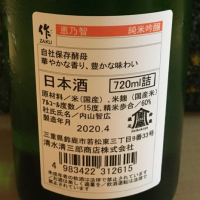 作
ZAKU
恵乃智
純米吟醸
自社保存酵母
華やかな香り、豊かな味わい
日本酒
720ml詰
原材料/米(国産)、米麹(国産米)
アルコール度数/15度、精米歩合/60%
杜氏氏名/内山智広
製造年月
2020.4
三重県鈴鹿市若松東三丁目9番33号
清水清三郎商店株式会社
4 983422 312615